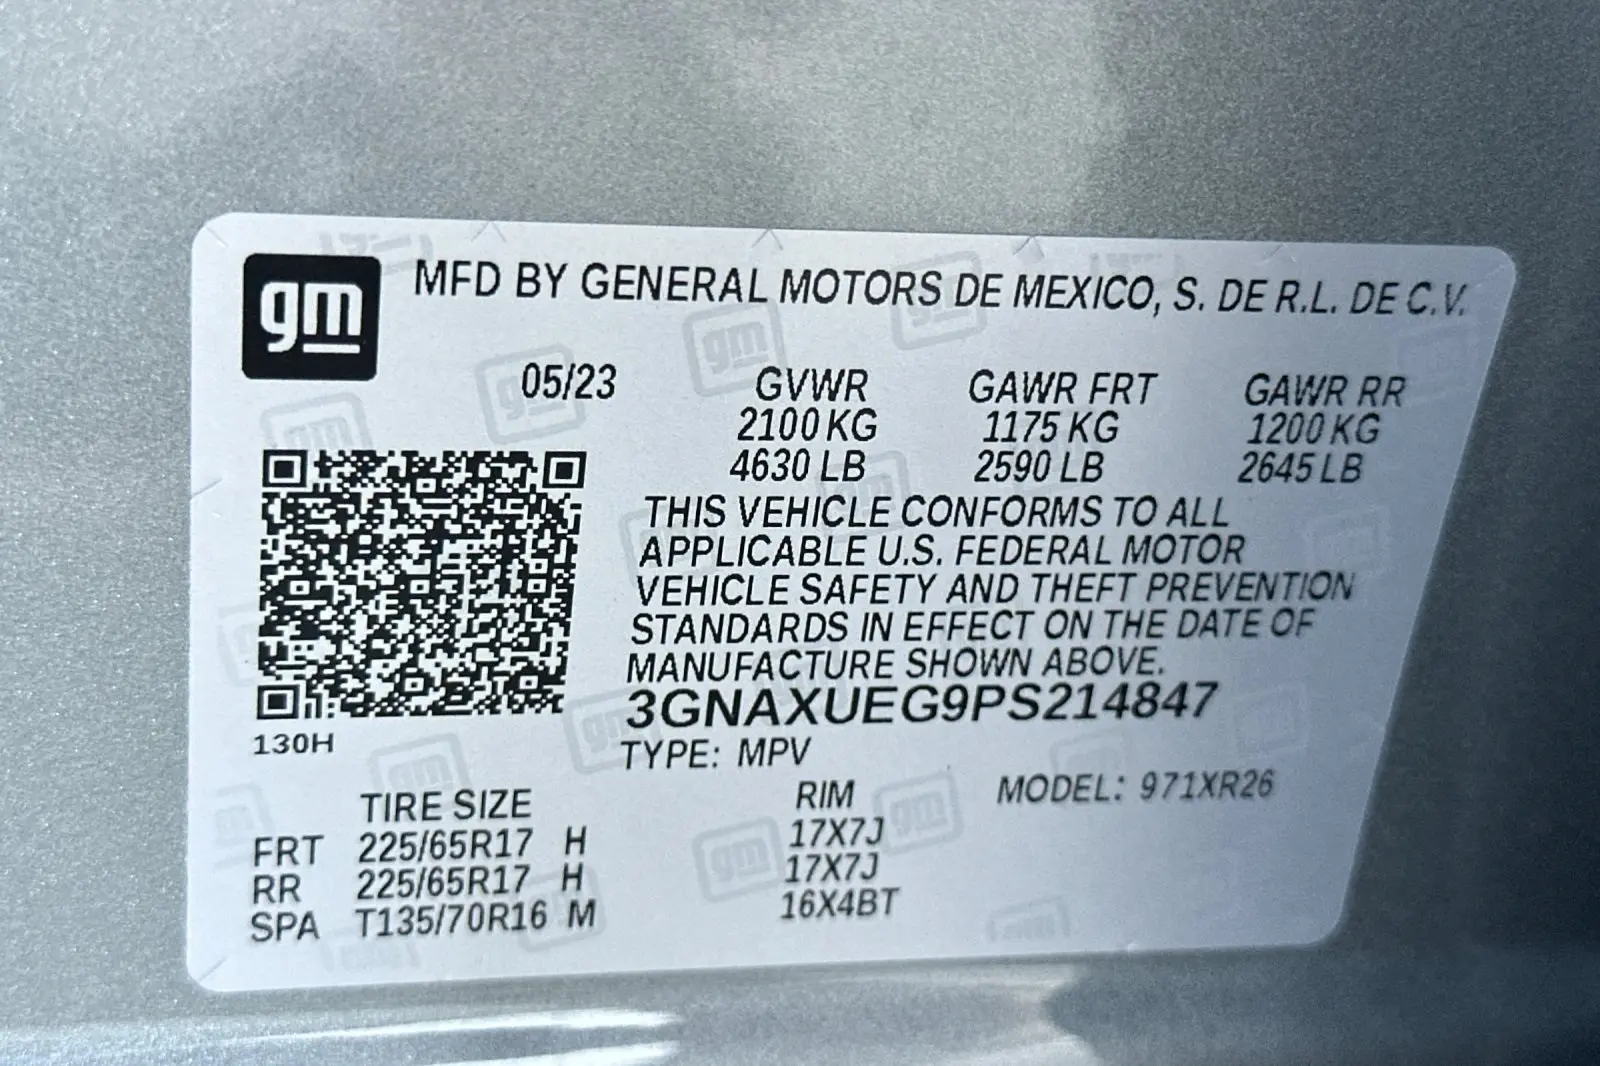 gm MFD BY GENERAL MOTORS DE MEXICO, S. DE R.L. DE C.V.
05/23 GVWR GAWR FRT GAWR RR
2100 KG 1175 KG 1200 KG
4630 LB 2590 LB 2645 LB
THIS VEHICLE CONFORMS TO ALL
APPLICABLE U.S. FEDERAL MOTOR
VEHICLE SAFETY AND THEFT PREVENTION
STANDARDS IN EFFECT ON THE DATE OF
MANUFACTURE SHOWN ABOVE.
3GNAXUEG9PS214847
130H
TYPE: MPV
TIRE SIZE RIM MODEL: 971XR26
FRT 225/65R17 H 17X7J
RR 225/65R17 H 17X7J
SPA T135/70R16 M 16X4BT